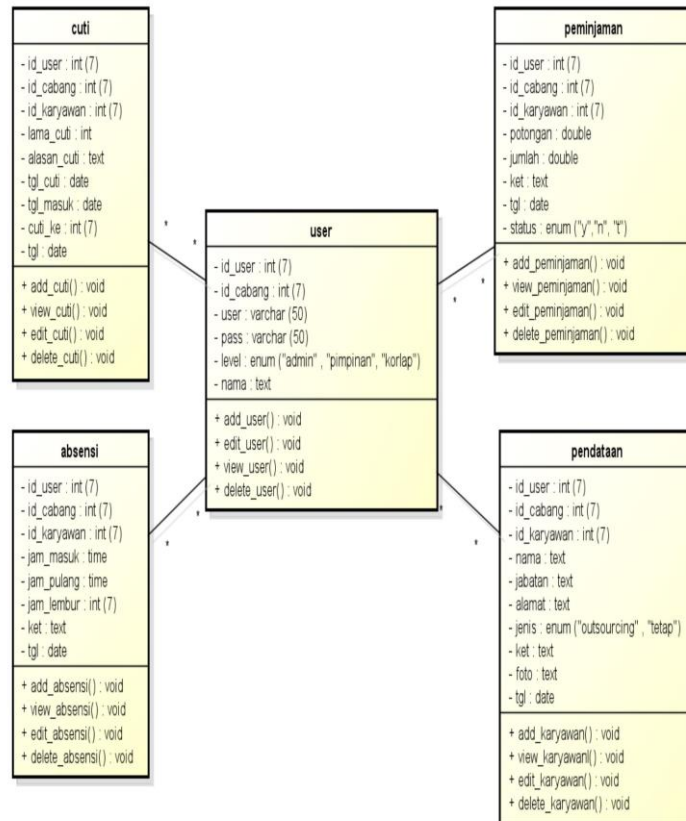 cuti
- id_user : int (7)
- id_cabang : int (7)
- id_karyawan : int (7)
- lama_cuti : int
- alasan_cuti : text
- tgl_cuti : date
- tgl_masuk : date
- cuti_ke : int (7)
- tgl : date
+ add_cuti() : void
+ view_cuti() : void
+ edit_cuti() : void
+ delete_cuti() : void
peminjaman
- id_user : int (7)
- id_cabang : int (7)
- id_karyawan : int (7)
- potongan : double
- jumlah : double
- ket : text
- tgl : date
- status : enum ("y","n", "t")
+ add_peminjaman() : void
+ view_peminjaman() : void
+ edit_peminjaman() : void
+ delete_peminjaman() : void
*
*
*
*
user
- id_user : int (7)
- id_cabang : int (7)
- user : varchar (50)
- pass : varchar (50)
- level : enum ("admin" , "pimpinan", "korlap")
- nama : text
+ add_user() : void
+ edit_user() : void
+ view_user() : void
+ delete_user() : void
*
*
*
*
absensi
- id_user : int (7)
- id_cabang : int (7)
- id_karyawan : int (7)
- jam_masuk : time
- jam_pulang : time
- jam_lembur : int (7)
- ket : text
- tgl : date
+ add_absensi() : void
+ view_absensi() : void
+ edit_absensi() : void
+ delete_absensi() : void
pendataan
- id_user : int (7)
- id_cabang : int (7)
- id_karyawan : int (7)
- nama : text
- jabatan : text
- alamat : text
- jenis : enum ("outsourcing" , "tetap")
- ket : text
- foto : text
- tgl : date
+ add_karyawan() : void
+ view_karyawanl() : void
+ edit_karyawan() : void
+ delete_karyawan() : void